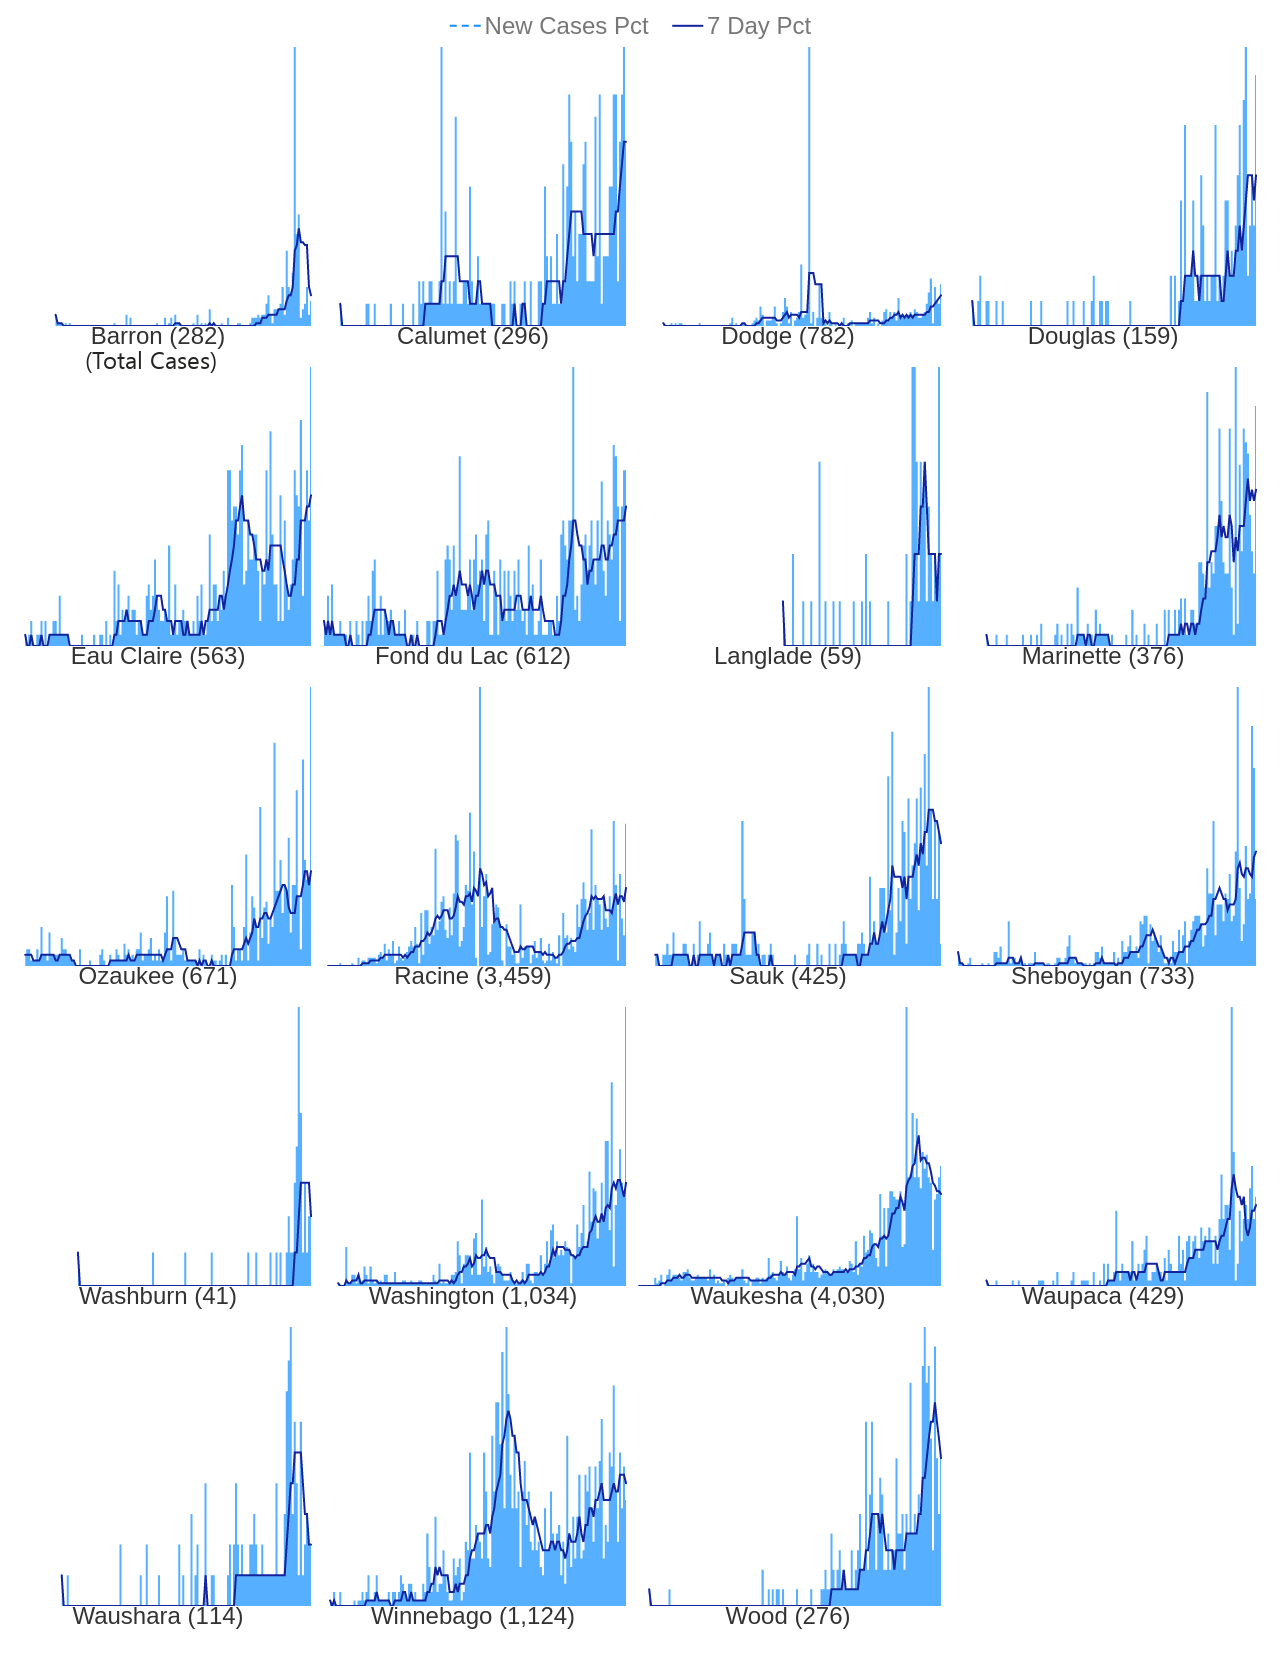 New Cases Pct 7 Day Pct
Barron (282) Calumet (296) Dodge (782) Douglas (159)
(Total Cases)
Eau Claire (563) Fond du Lac (612) Langlade (59) Marinette (376)
Ozaukee (671) Racine (3,459) Sauk (425) Sheboygan (733)
Washburn (41) Washington (1,034) Waukesha (4,030) Waupaca (429)
Waushara (114) Winnebago (1,124) Wood (276)